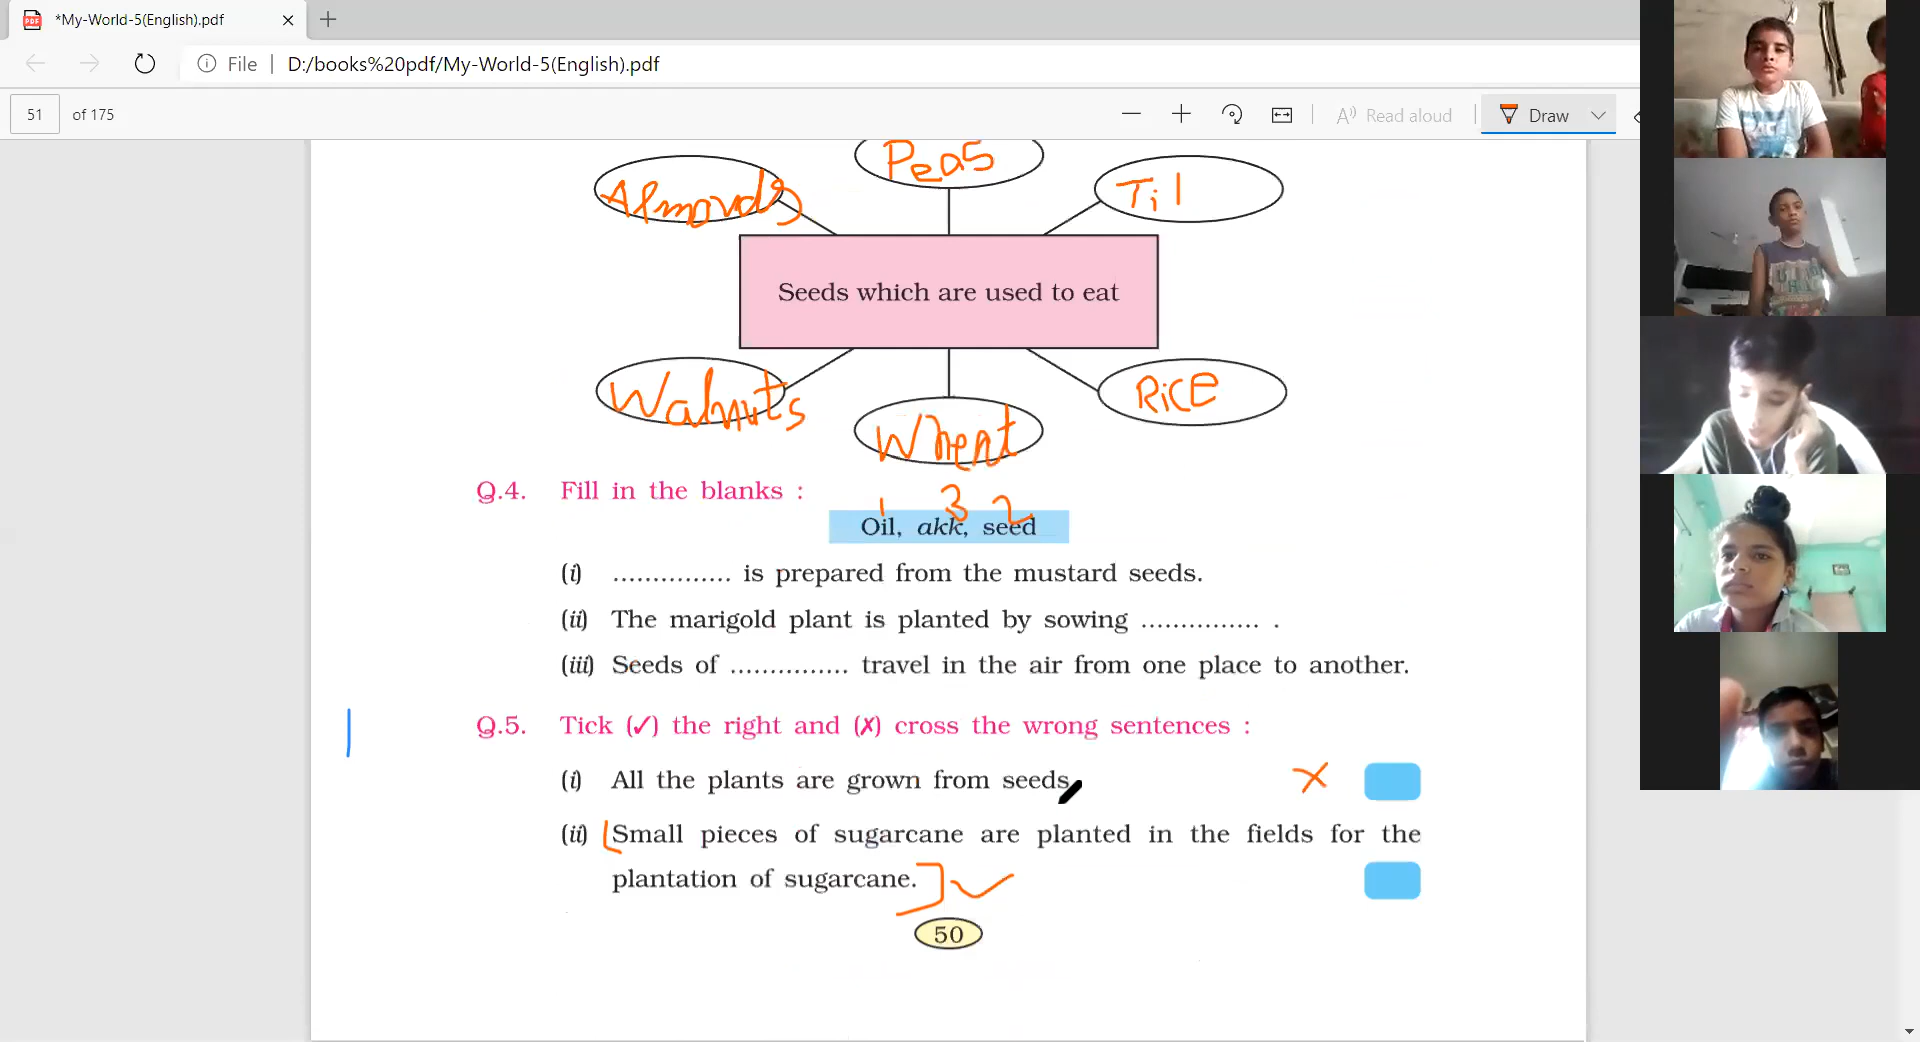 *My-World-5(English).pdf
File
D:/books%20pdf/My-World-5(English).pdf
51 of 175
Read aloud
Draw
Peas
Almonds
Til
Seeds which are used to eat
Walnuts
Wheat
Rice
Q.4. Fill in the blanks :
1 3 2
Oil, akk, seed
(i) ............... is prepared from the mustard seeds.
(ii) The marigold plant is planted by sowing ............... .
(iii) Seeds of ............... travel in the air from one place to another.
Q.5. Tick (✓) the right and (✗) cross the wrong sentences :
(i) All the plants are grown from seeds ✗
(ii) [Small pieces of sugarcane are planted in the fields for the
plantation of sugarcane.] ✓
50